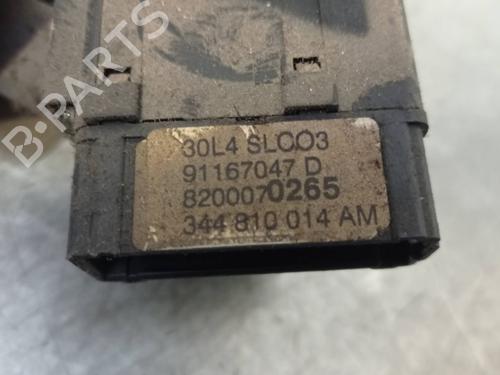 B-PARTS
30L4 SLCO3
91167047 D
8200070265
344 810 014 AM